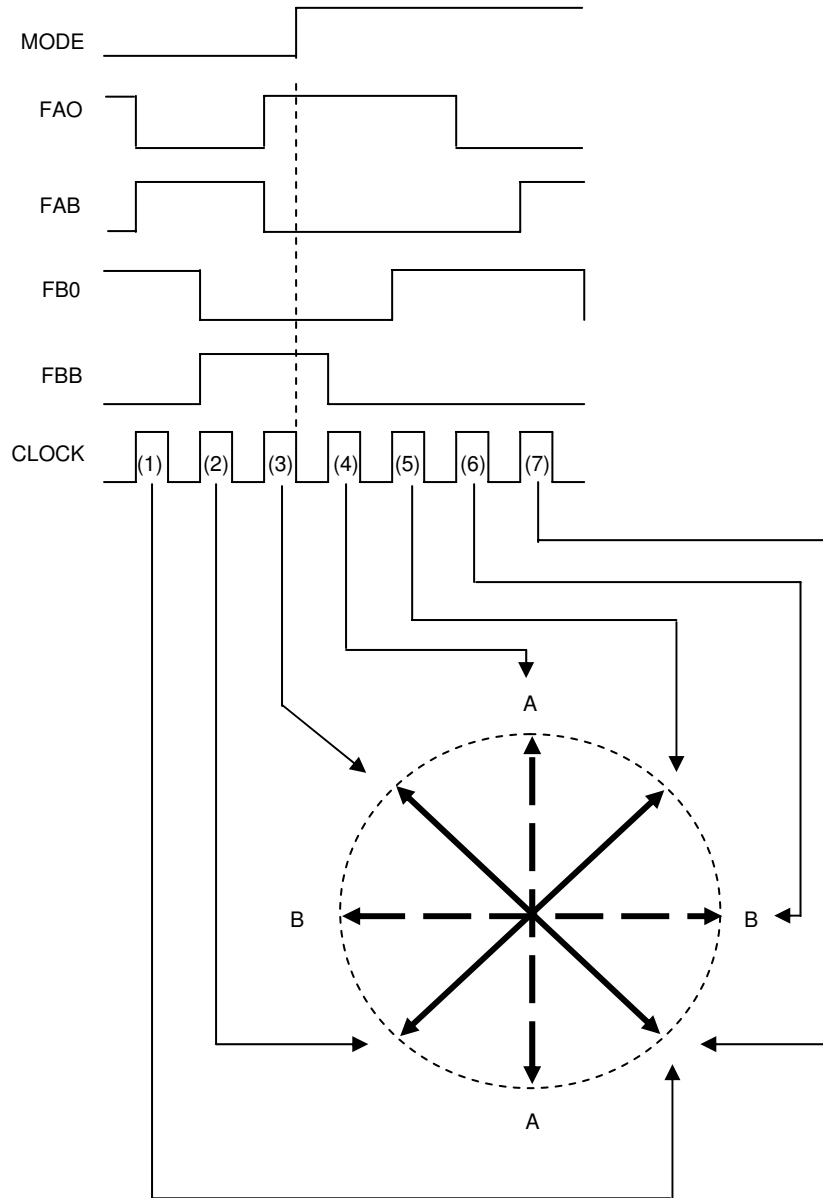 MODE
FAO
FAB
FB0
FBB
CLOCK
(1) (2) (3) (4) (5) (6) (7)
A
B B
A